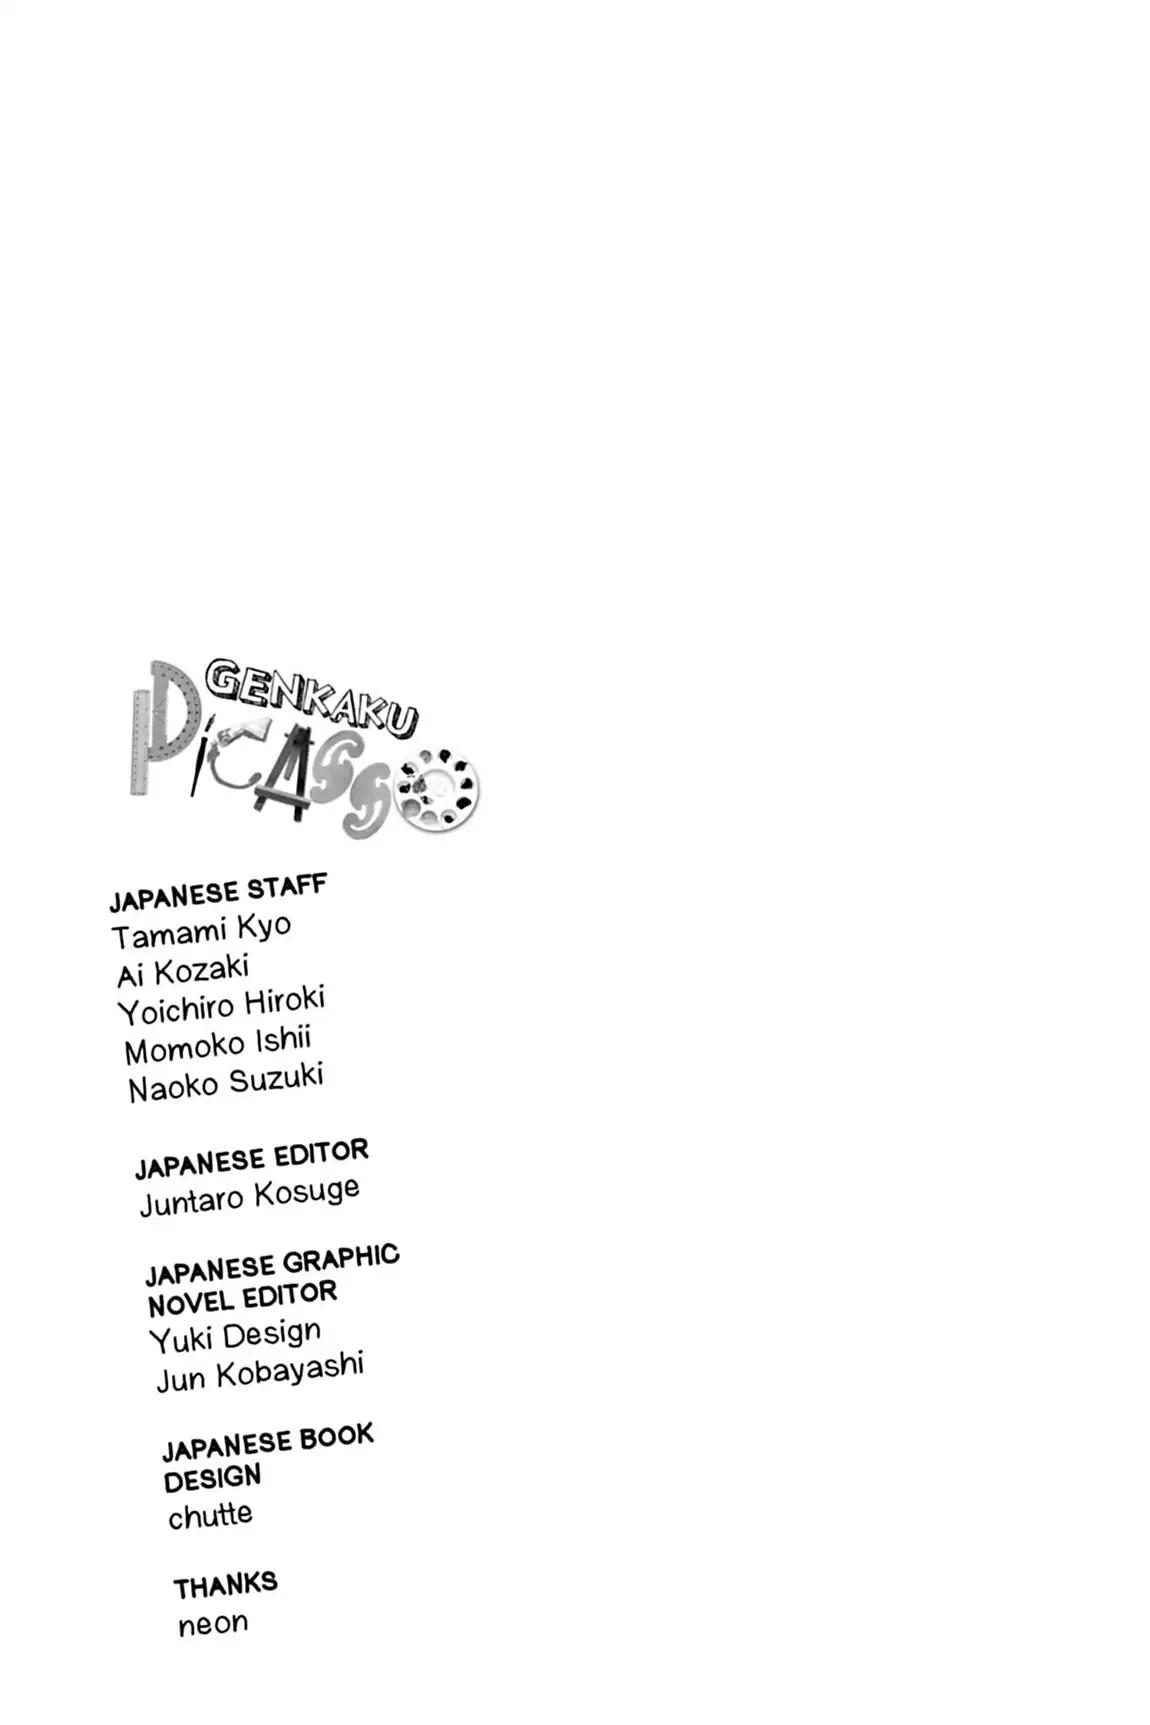 GENKAKU
PiCASSO
JAPANESE STAFF
Tamami Kyo
Ai Kozaki
Yoichiro Hiroki
Momoko Ishii
Naoko Suzuki
JAPANESE EDITOR
Juntaro Kosuge
JAPANESE GRAPHIC
NOVEL EDITOR
Yuki Design
Jun Kobayashi
JAPANESE BOOK
DESIGN
chutte
THANKS
neon